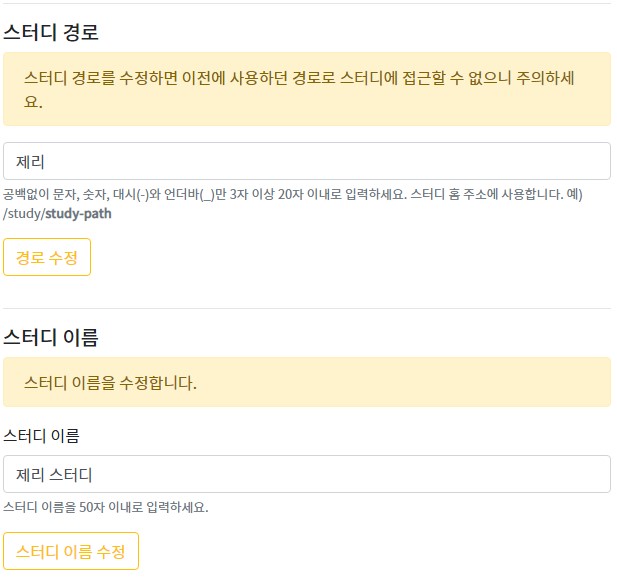 스터디 경로
스터디 경로를 수정하면 이전에 사용하던 경로로 스터디에 접근할 수 없으니 주의하세
요.
제리
공백없이 문자, 숫자, 대시(-)와 언더바(_)만 3자 이상 20자 이내로 입력하세요. 스터디 홈 주소에 사용합니다. 예)
/study/study-path
경로 수정
스터디 이름
스터디 이름을 수정합니다.
스터디 이름
제리 스터디
스터디 이름을 50자 이내로 입력하세요.
스터디 이름 수정